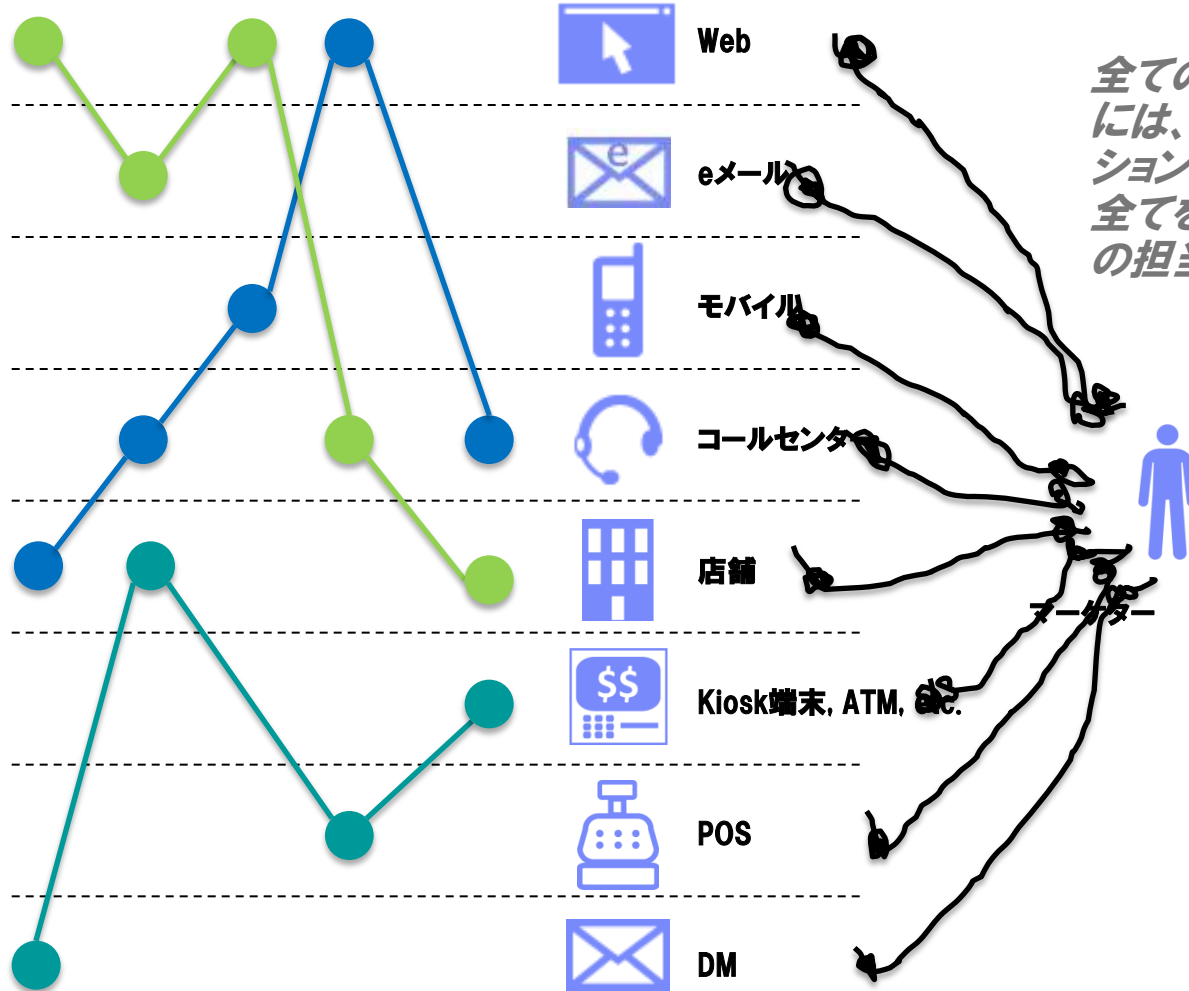 Web
全ての
には、
ション
全てを
の担当
eメール
モバイル
コールセンタ
店舗
マーケター
Kiosk端末, ATM, etc.
POS
DM